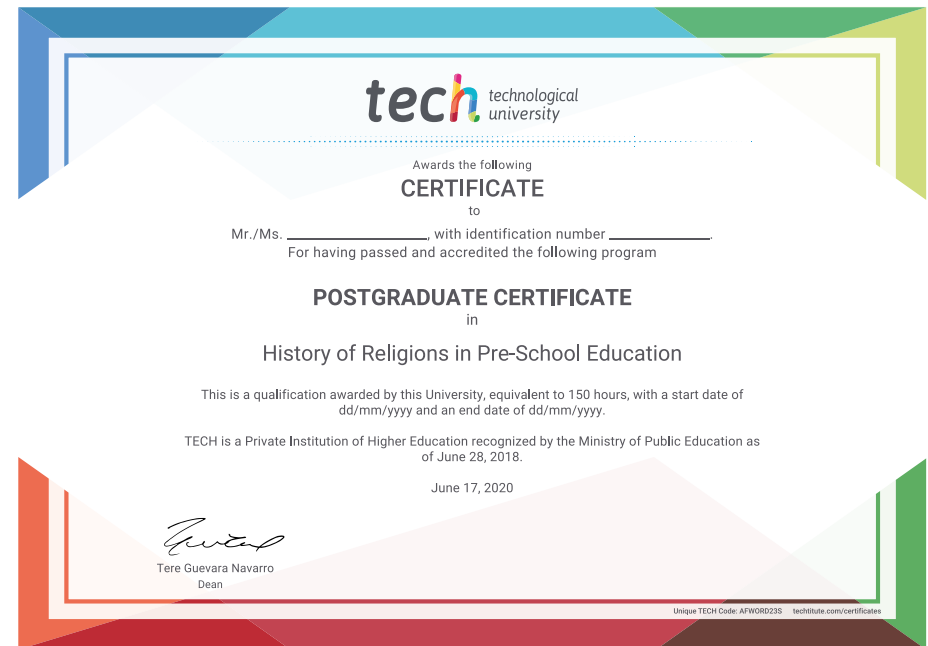 tech technological
university
Awards the following
CERTIFICATE
to
Mr./Ms. ____________________, with identification number ______________.
For having passed and accredited the following program
POSTGRADUATE CERTIFICATE
in
History of Religions in Pre-School Education
This is a qualification awarded by this University, equivalent to 150 hours, with a start date of
dd/mm/yyyy and an end date of dd/mm/yyyy.
TECH is a Private Institution of Higher Education recognized by the Ministry of Public Education as
of June 28, 2018.
June 17, 2020
Tere Guevara Navarro
Dean
Unique TECH Code: AFWORD23S techtitute.com/certificates